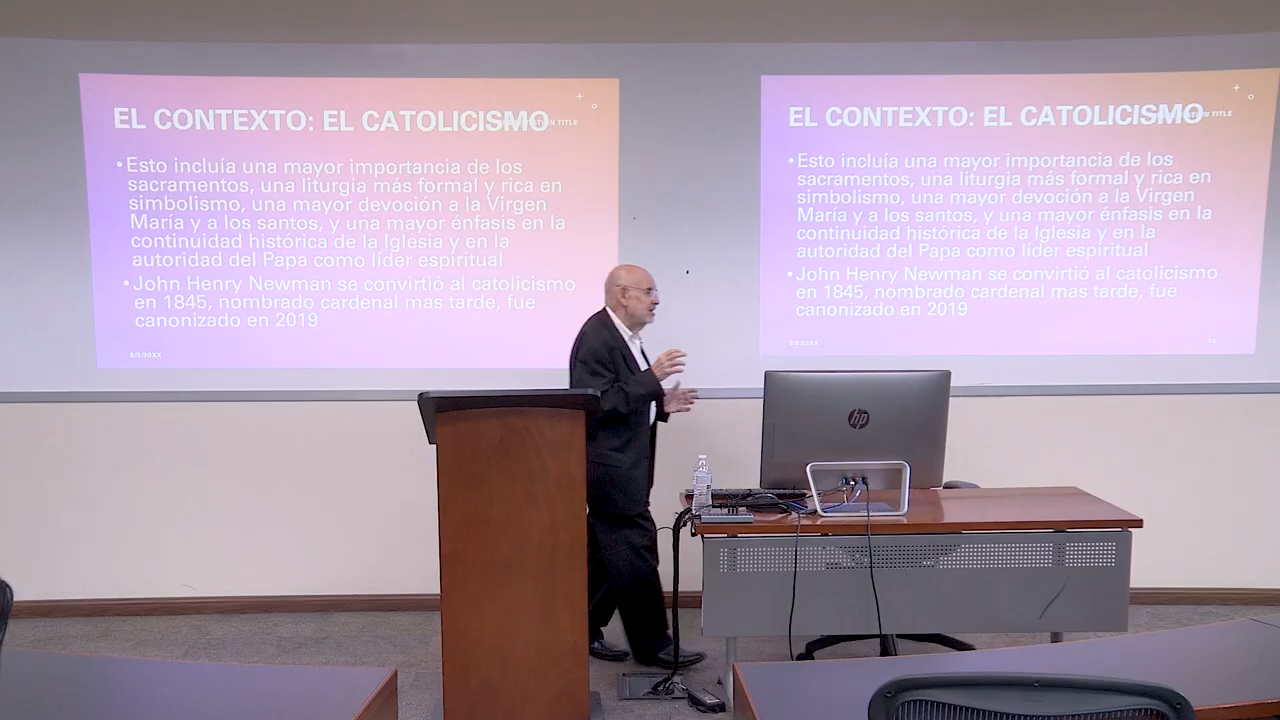 EL CONTEXTO: EL CATOLICISMO
TITLE
• Esto incluía una mayor importancia de los
sacramentos, una liturgia más formal y rica en
simbolismo, una mayor devoción a la Virgen
María y a los santos, y una mayor énfasis en la
continuidad histórica de la Iglesia y en la
autoridad del Papa como líder espiritual
• John Henry Newman se convirtió al catolicismo
en 1845, nombrado cardenal mas tarde, fue
canonizado en 2019
EL CONTEXTO: EL CATOLICISMO
TITLE
• Esto incluía una mayor importancia de los
sacramentos, una liturgia más formal y rica en
simbolismo, una mayor devoción a la Virgen
María y a los santos, y una mayor énfasis en la
continuidad histórica de la Iglesia y en la
autoridad del Papa como líder espiritual
• John Henry Newman se convirtió al catolicismo
en 1845, nombrado cardenal mas tarde, fue
canonizado en 2019
hp